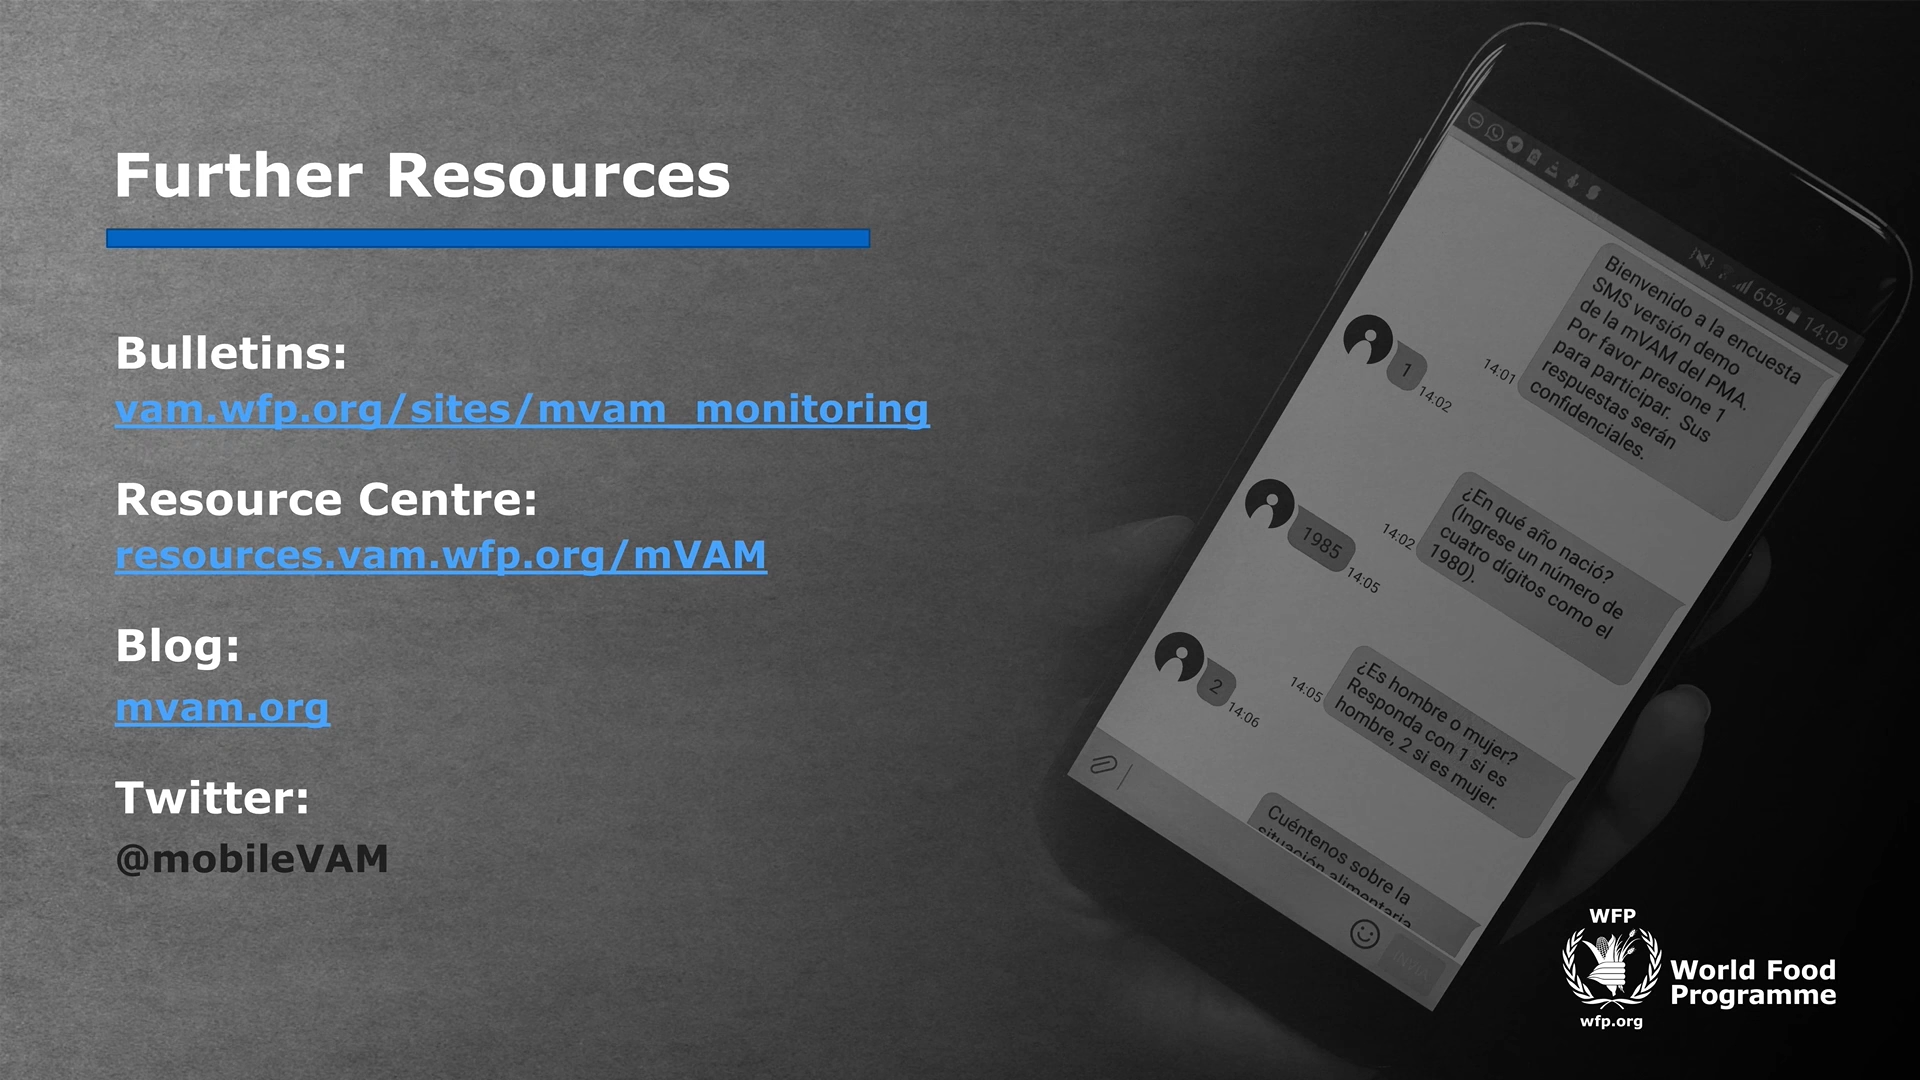 Further Resources
Bulletins:
vam.wfp.org/sites/mvam_monitoring
Resource Centre:
resources.vam.wfp.org/mVAM
Blog:
mvam.org
Twitter:
@mobileVAM
65% 14:09
Bienvenido a la encuesta
SMS versión demo
de la mVAM del PMA.
Por favor presione 1
para participar. Sus
respuestas serán
confidenciales.
14:01
1
14:02
¿En qué año nació?
(Ingrese un número de
cuatro dígitos como el
1980).
14:02
1985
14:05
¿Es hombre o mujer?
Responda con 1 si es
hombre, 2 si es mujer.
14:05
2
14:06
Cuéntenos sobre la
situación alimentaria
WFP
World Food
Programme
wfp.org